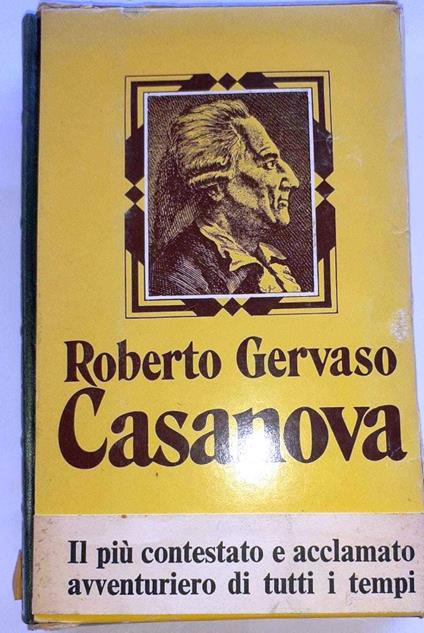 Roberto Gervaso
Casanova
Il più contestato e acclamato
avventuriero di tutti i tempi